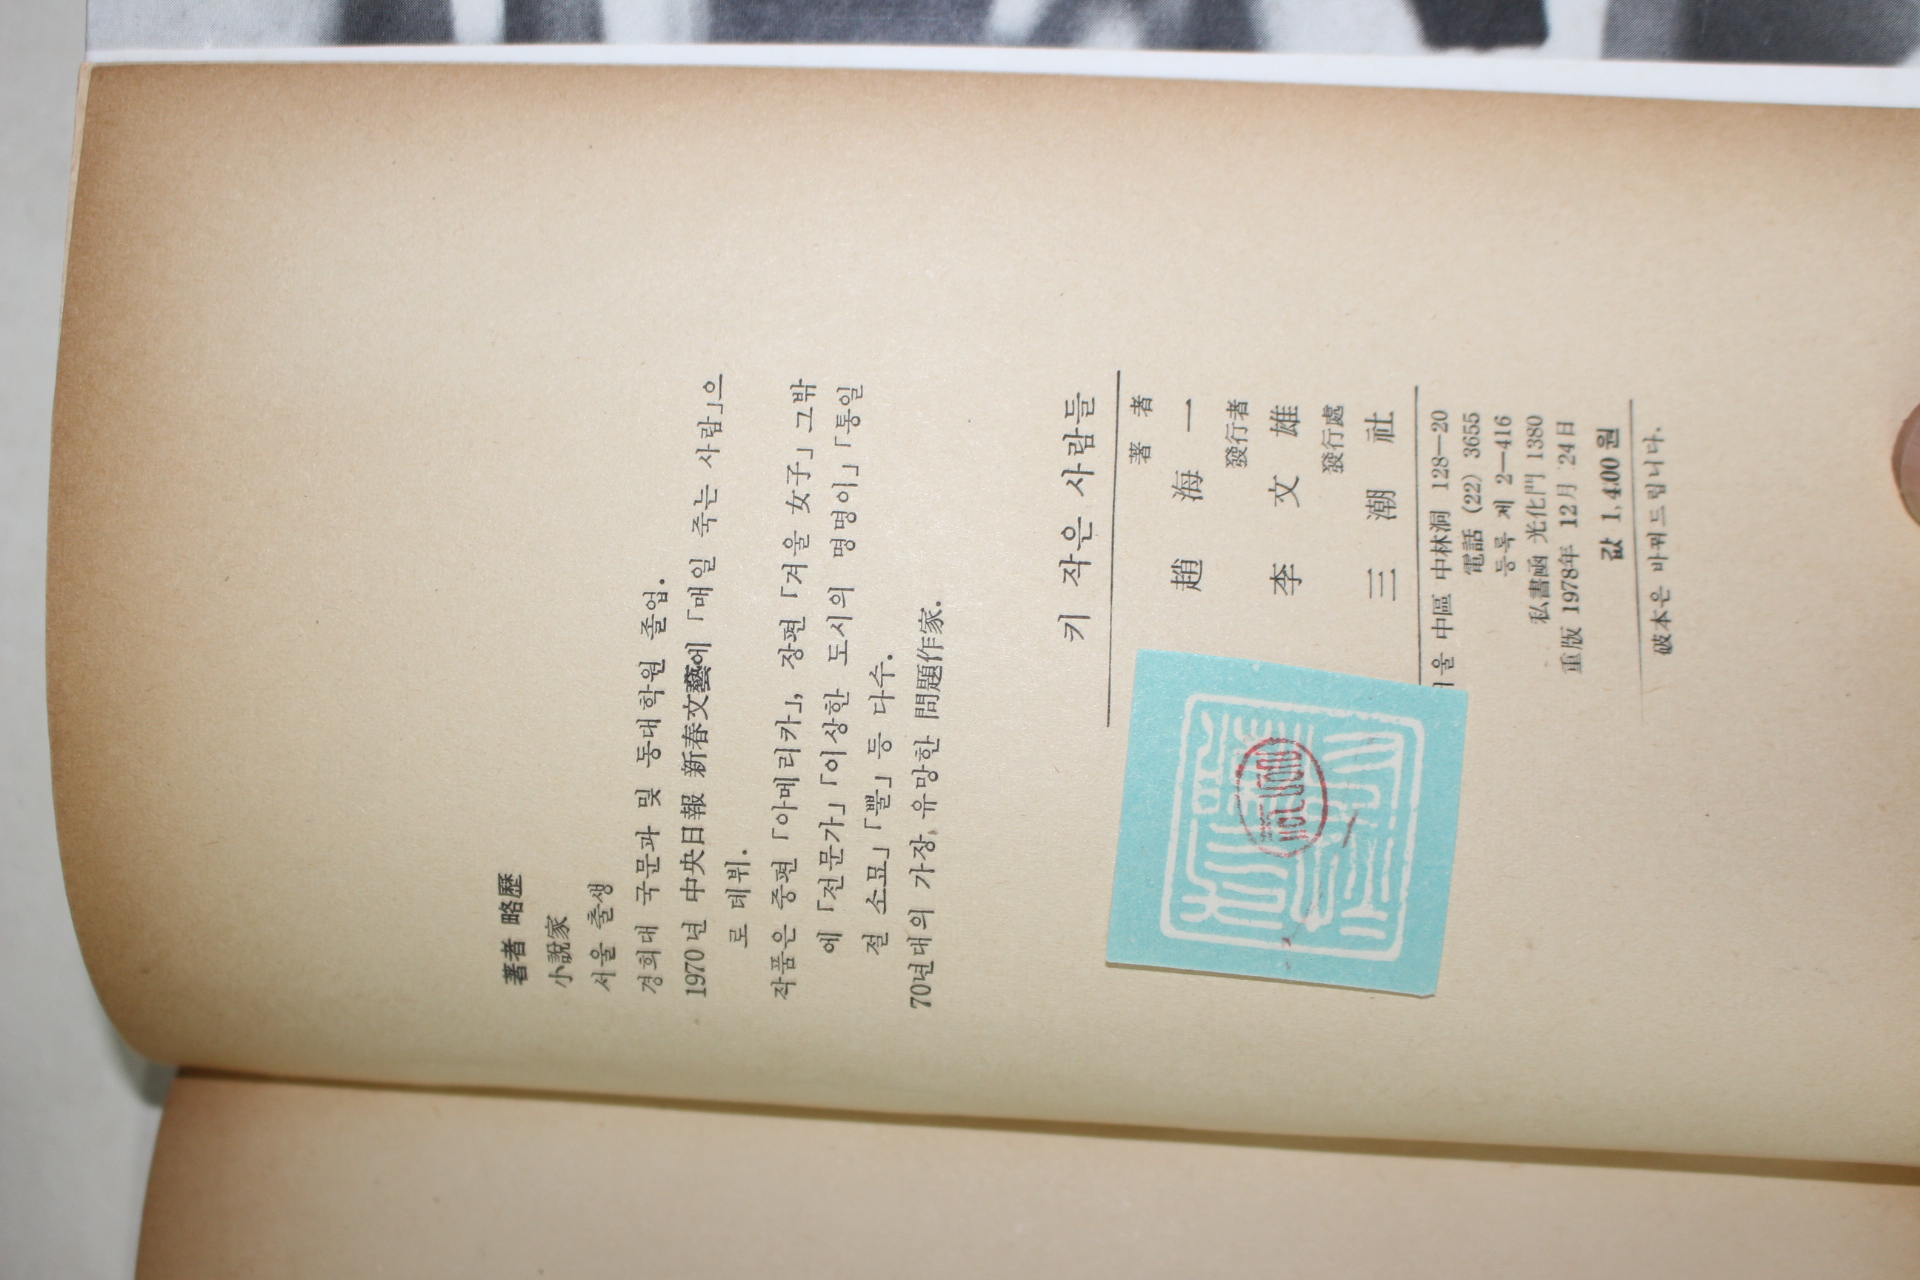 著者 略歷
小說家
서울 출생
경희대 국문과 및 동대학원 졸업.
1970년 中央日報 新春文藝에 「매일 죽는 사람」으
로 데뷔.
작품은 중편 「아메리카」, 장편 「겨울 女子」 그밖
에 「전문가」 「이상한 도시의 명명이」 「통일
절 소묘」 「뿔」 등 다수.
70년대의 가장 유망한 問題作家.
키 작은 사람들
著 者
趙 海 一
發行者
李 文 雄
發行處
三 潮 社
울 中區 中林洞 128—20
電話 (22) 3655
등록 제 2—416
私書函 光化門 1380
重版 1978年 12月 24日
값 1,400원
破本은 바꿔드립니다.